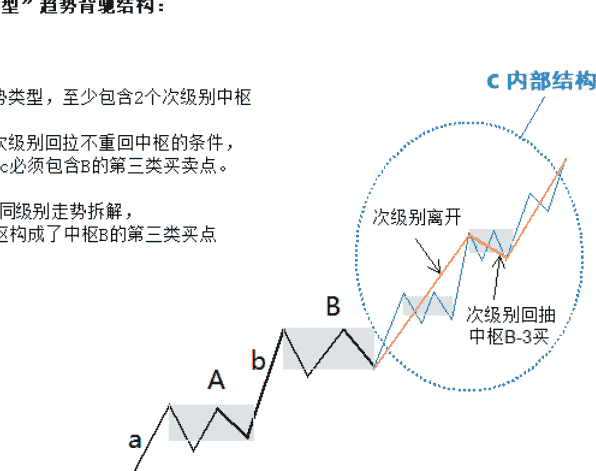 型”趋势背驰结构：
势类型，至少包含2个次级别中枢
次级别回拉不重回中枢的条件，
c必须包含B的第三类买卖点。
同级别走势拆解，
枢构成了中枢B的第三类买点
C 内部结构
次级别离开
次级别回抽
中枢B-3买
B
b
A
a